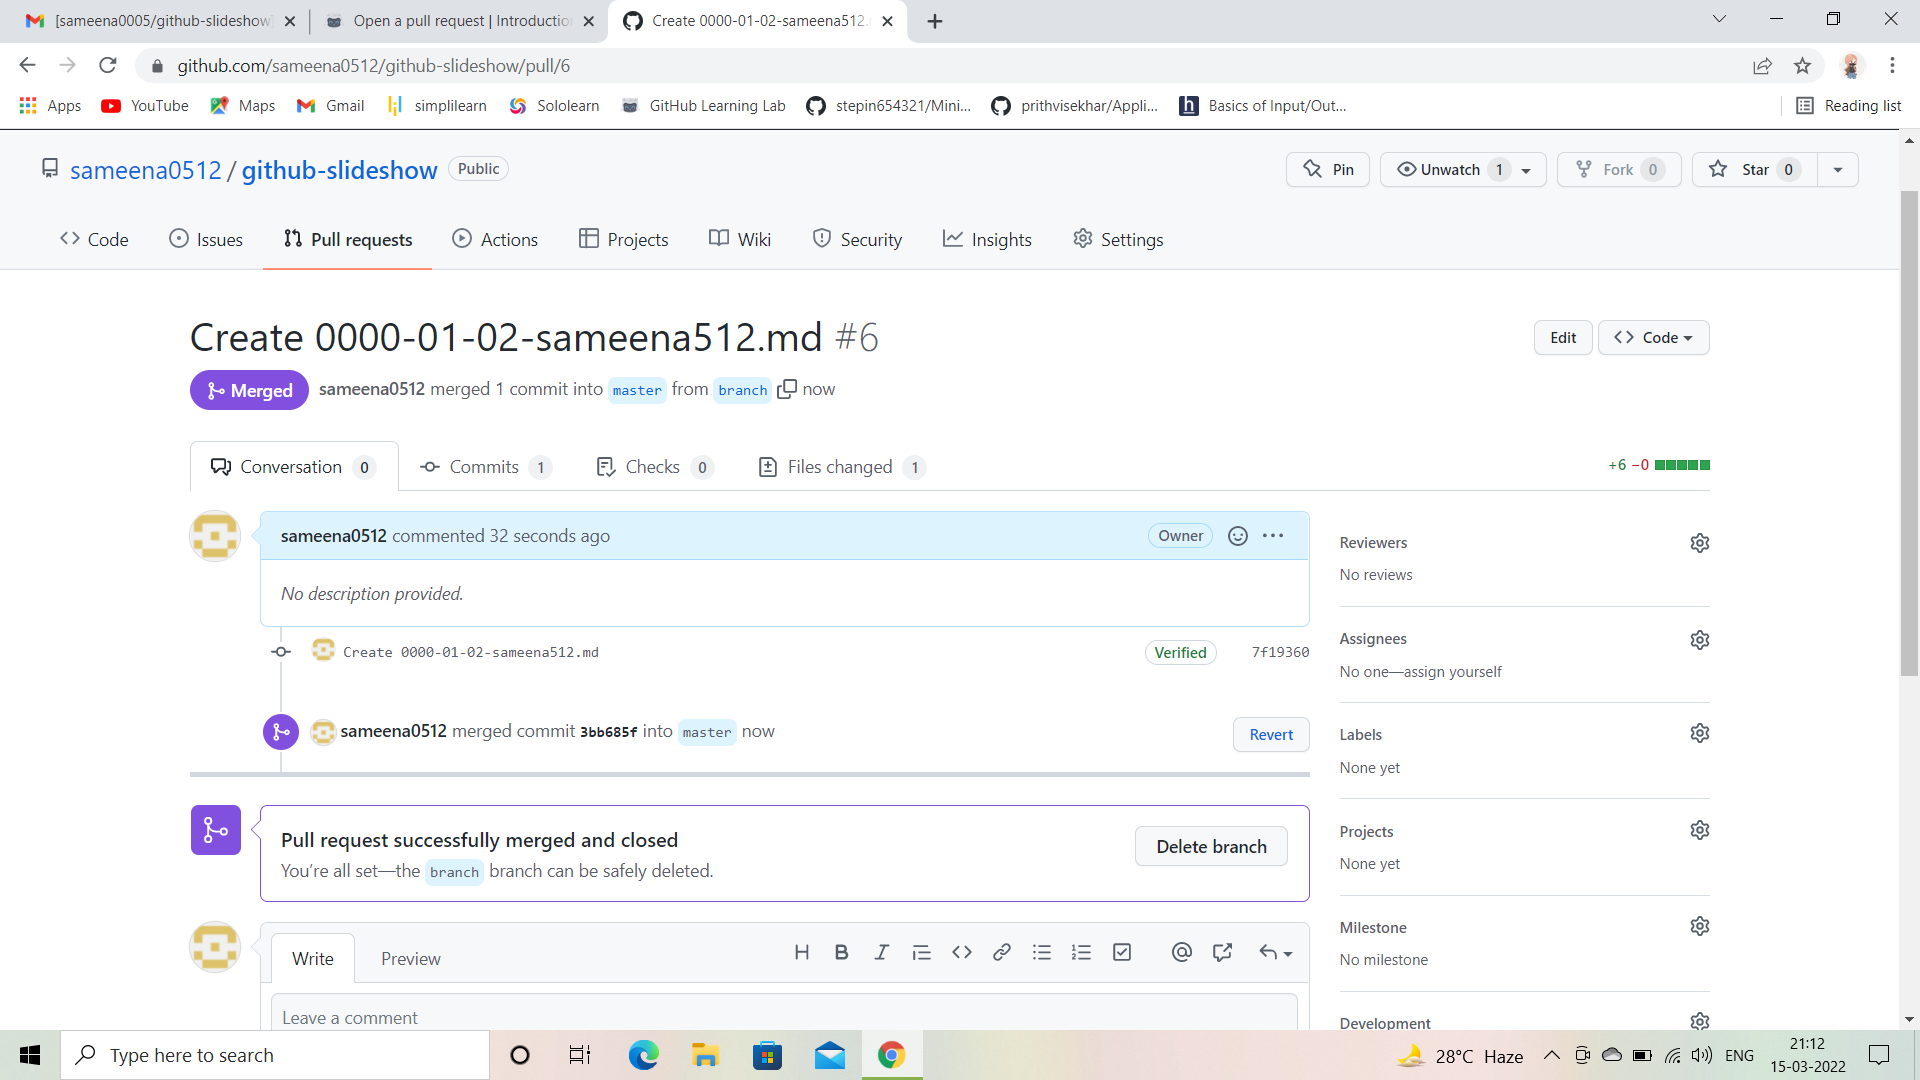 [sameena0005/github-slideshow]
Open a pull request | Introductio
Create 0000-01-02-sameena512.
github.com/sameena0512/github-slideshow/pull/6
Apps YouTube Maps Gmail simplilearn Sololearn GitHub Learning Lab stepin654321/Mini... prithvisekhar/Appli... Basics of Input/Out... Reading list
sameena0512 / github-slideshow Public
Pin Unwatch 1 Fork 0 Star 0
Code Issues Pull requests Actions Projects Wiki Security Insights Settings
Create 0000-01-02-sameena512.md #6
Edit <> Code
Merged sameena0512 merged 1 commit into master from branch now
Conversation 0 Commits 1 Checks 0 Files changed 1 +6 −0
sameena0512 commented 32 seconds ago Owner ···
No description provided.
Create 0000-01-02-sameena512.md Verified 7f19360
sameena0512 merged commit 3bb685f into master now Revert
Pull request successfully merged and closed
You’re all set—the branch branch can be safely deleted.
Delete branch
Write Preview H B I
Leave a comment
Reviewers
No reviews
Assignees
No one—assign yourself
Labels
None yet
Projects
None yet
Milestone
No milestone
Development
Type here to search
28°C Haze ENG
21:12
15-03-2022